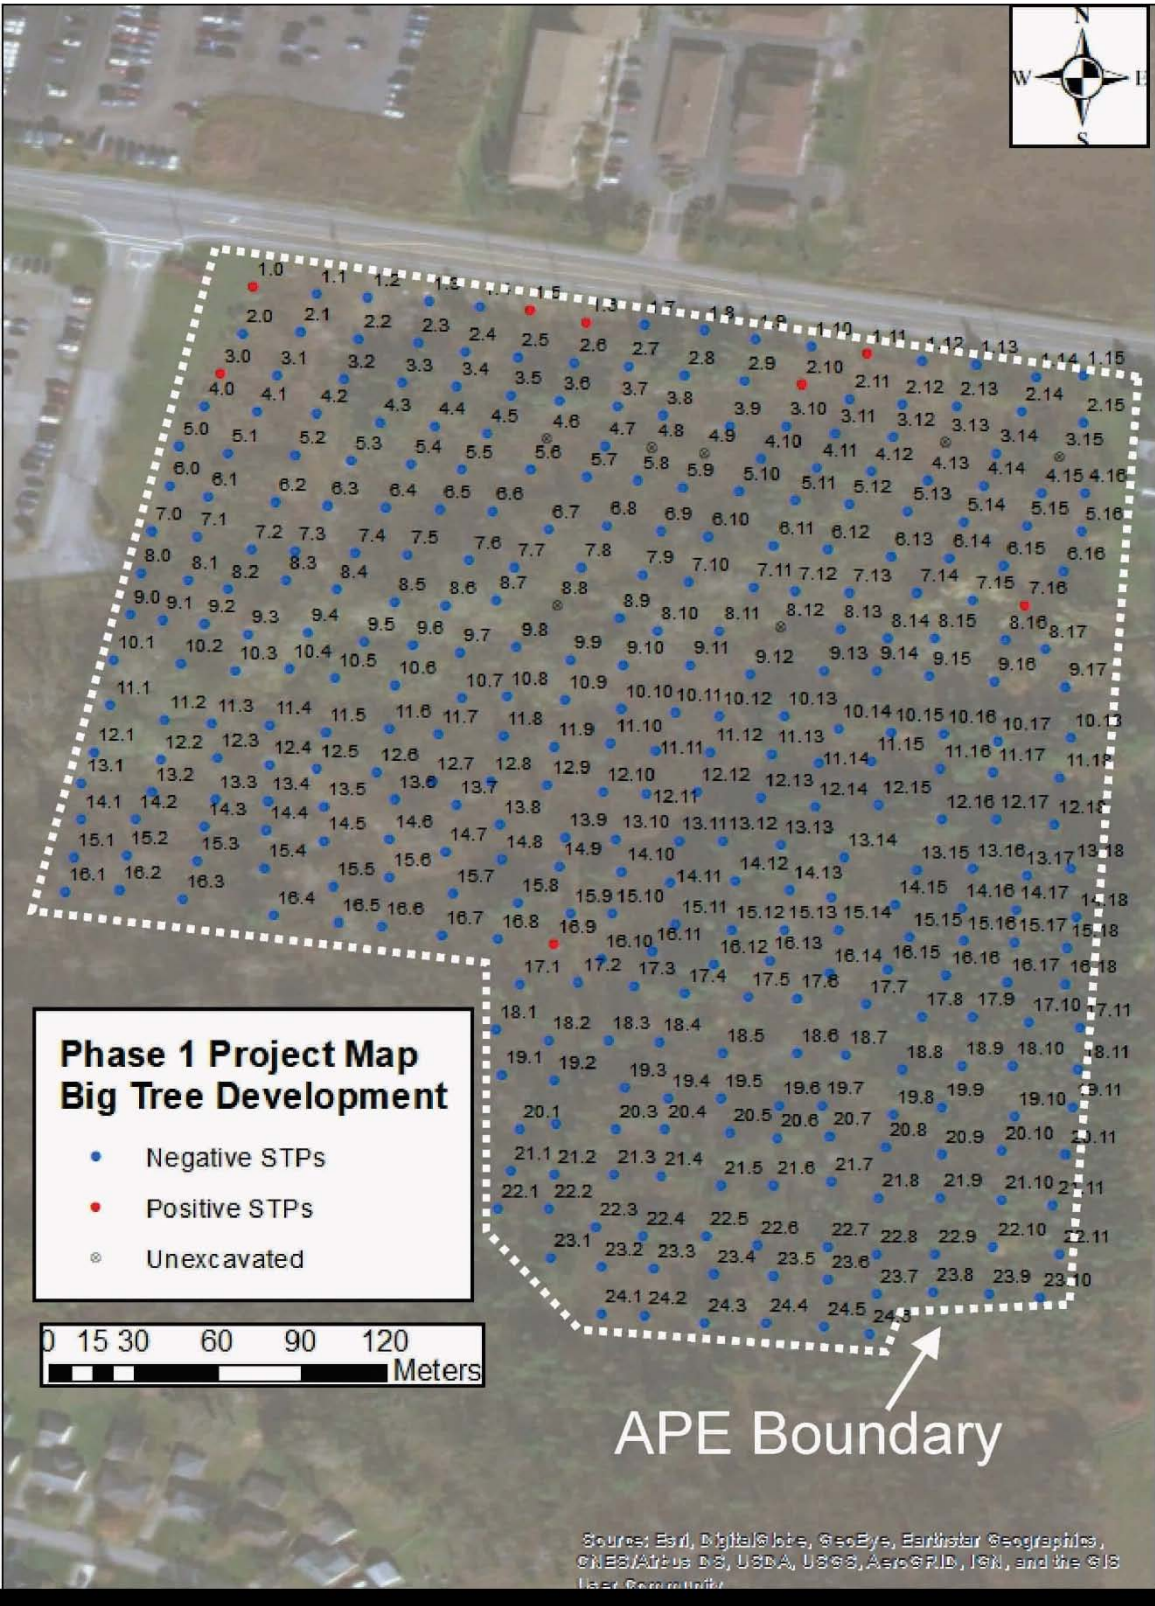 N
W E
S
1.0 1.1 1.2 1.3 1.5 1.7 1.8 1.9 1.10 1.11 1.12 1.13 1.14 1.15
2.0 2.1 2.2 2.3 2.4 2.5 2.6 2.7 2.8 2.9 2.10 2.11 2.12 2.13 2.14 2.15
3.0 3.1 3.2 3.3 3.4 3.5 3.6 3.7 3.8 3.9 3.10 3.11 3.12 3.13 3.14 3.15
4.0 4.1 4.2 4.3 4.4 4.5 4.6 4.7 4.8 4.9 4.10 4.11 4.12 4.13 4.14 4.15 4.16
5.0 5.1 5.2 5.3 5.4 5.5 5.6 5.7 5.8 5.9 5.10 5.11 5.12 5.13 5.14 5.15 5.16
6.0 6.1 6.2 6.3 6.4 6.5 6.6 6.7 6.8 6.9 6.10 6.11 6.12 6.13 6.14 6.15 6.16
7.0 7.1 7.2 7.3 7.4 7.5 7.6 7.7 7.8 7.9 7.10 7.11 7.12 7.13 7.14 7.15 7.16
8.0 8.1 8.2 8.3 8.4 8.5 8.6 8.7 8.8 8.9 8.10 8.11 8.12 8.13 8.14 8.15 8.16 8.17
9.0 9.1 9.2 9.3 9.4 9.5 9.6 9.7 9.8 9.9 9.10 9.11 9.12 9.13 9.14 9.15 9.16 9.17
10.1 10.2 10.3 10.4 10.5 10.6 10.7 10.8 10.9 10.10 10.11 10.12 10.13 10.14 10.15 10.16 10.17
11.1 11.2 11.3 11.4 11.5 11.6 11.7 11.8 11.9 11.10 11.11 11.12 11.13 11.14 11.15 11.16 11.17 11.18
12.1 12.2 12.3 12.4 12.5 12.6 12.7 12.8 12.9 12.10 12.11 12.12 12.13 12.14 12.15 12.16 12.17 12.18
13.1 13.2 13.3 13.4 13.5 13.6 13.7 13.8 13.9 13.10 13.11 13.12 13.13 13.14 13.15 13.16 13.17 13.18
14.1 14.2 14.3 14.4 14.5 14.6 14.7 14.8 14.9 14.10 14.11 14.12 14.13 14.15 14.16 14.17 14.18
15.1 15.2 15.3 15.4 15.5 15.6 15.7 15.8 15.9 15.10 15.11 15.12 15.13 15.14 15.15 15.16 15.17 15.18
16.1 16.2 16.3 16.4 16.5 16.6 16.7 16.8 16.9 16.10 16.11 16.12 16.13 16.14 16.15 16.16 16.17 16.18
17.1 17.2 17.3 17.4 17.5 17.6 17.7 17.8 17.9 17.10 17.11
18.1 18.2 18.3 18.4 18.5 18.6 18.7 18.8 18.9 18.10 18.11
19.1 19.2 19.3 19.4 19.5 19.6 19.7 19.8 19.9 19.10 19.11
20.1 20.3 20.4 20.5 20.6 20.7 20.8 20.9 20.10 20.11
21.1 21.2 21.3 21.4 21.5 21.6 21.7 21.8 21.9 21.10 21.11
22.1 22.2 22.3 22.4 22.5 22.6 22.7 22.8 22.9 22.10 22.11
23.1 23.2 23.3 23.4 23.5 23.6 23.7 23.8 23.9 23.10
24.1 24.2 24.3 24.4 24.5
Phase 1 Project Map
Big Tree Development
Negative STPs
Positive STPs
Unexcavated
0 15 30 60 90 120
Meters
APE Boundary
Source: Esri, DigitalGlobe, GeoEye, Earthstar Geographics,
CNES/Airbus DS, USDA, USGS, AeroGRID, IGN, and the GIS
User Community